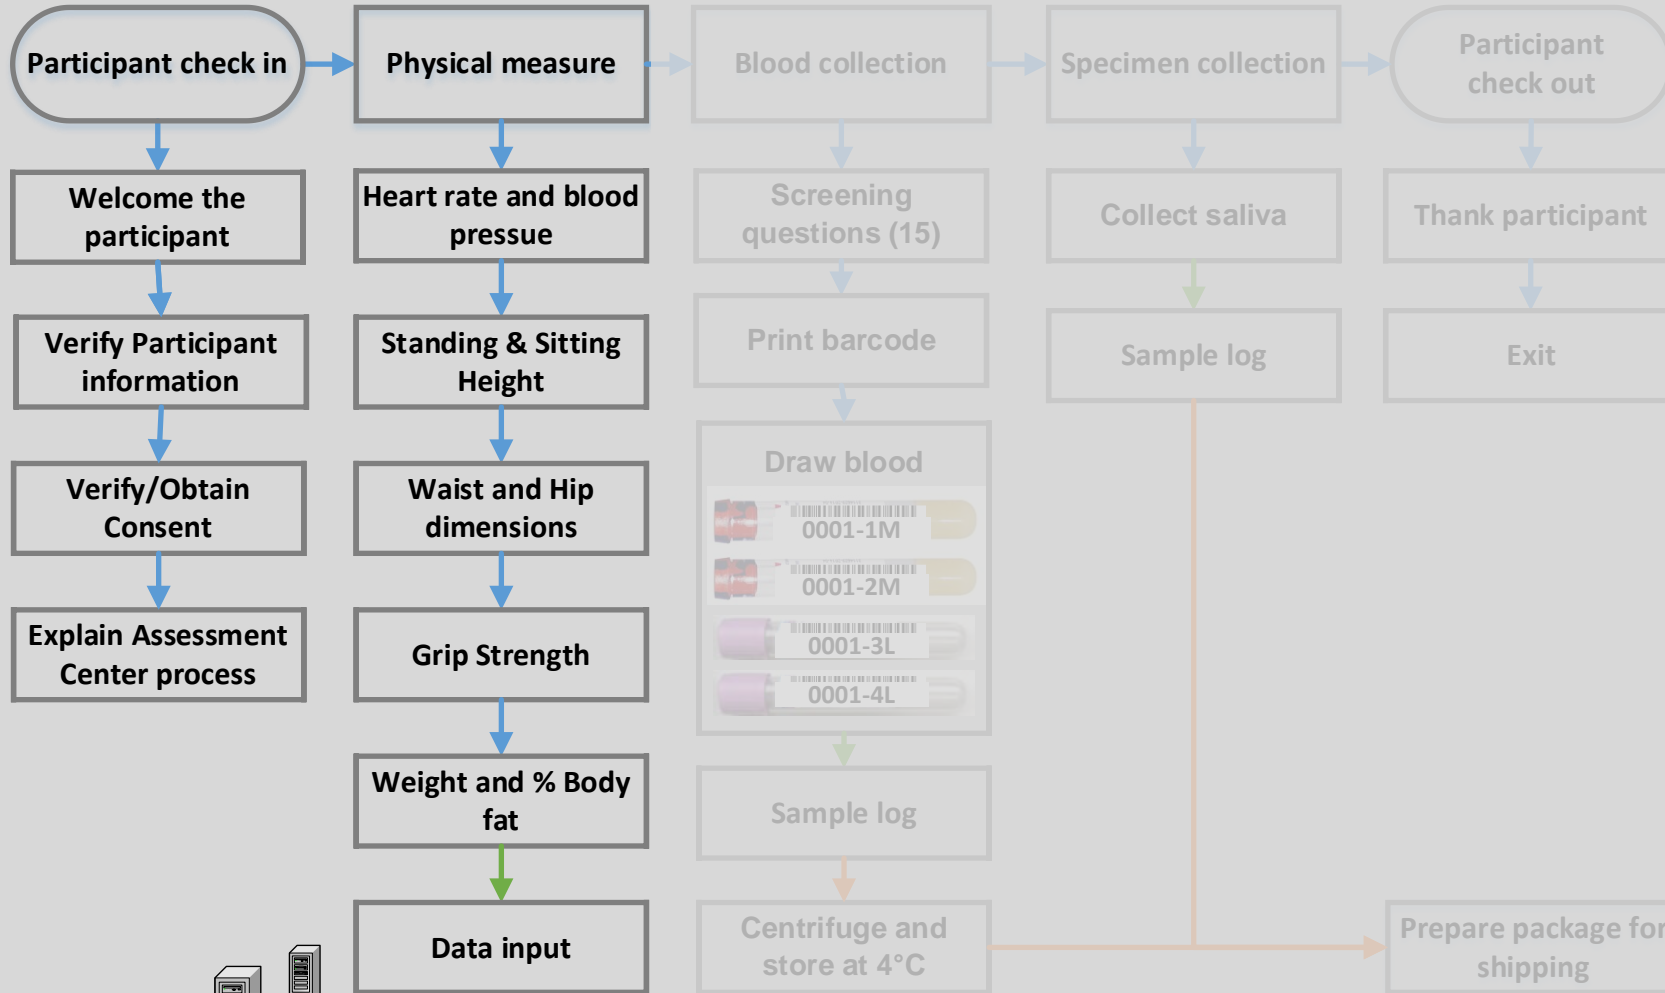 Participant check in
Physical measure
Blood collection
Specimen collection
Participant
check out
Welcome the
participant
Verify Participant
information
Verify/Obtain
Consent
Explain Assessment
Center process
Heart rate and blood
pressue
Standing & Sitting
Height
Waist and Hip
dimensions
Grip Strength
Weight and % Body
fat
Data input
Screening
questions (15)
Print barcode
Draw blood
0001-1M
0001-2M
0001-3L
0001-4L
Sample log
Centrifuge and
store at 4°C
Collect saliva
Sample log
Thank participant
Exit
Prepare package for
shipping